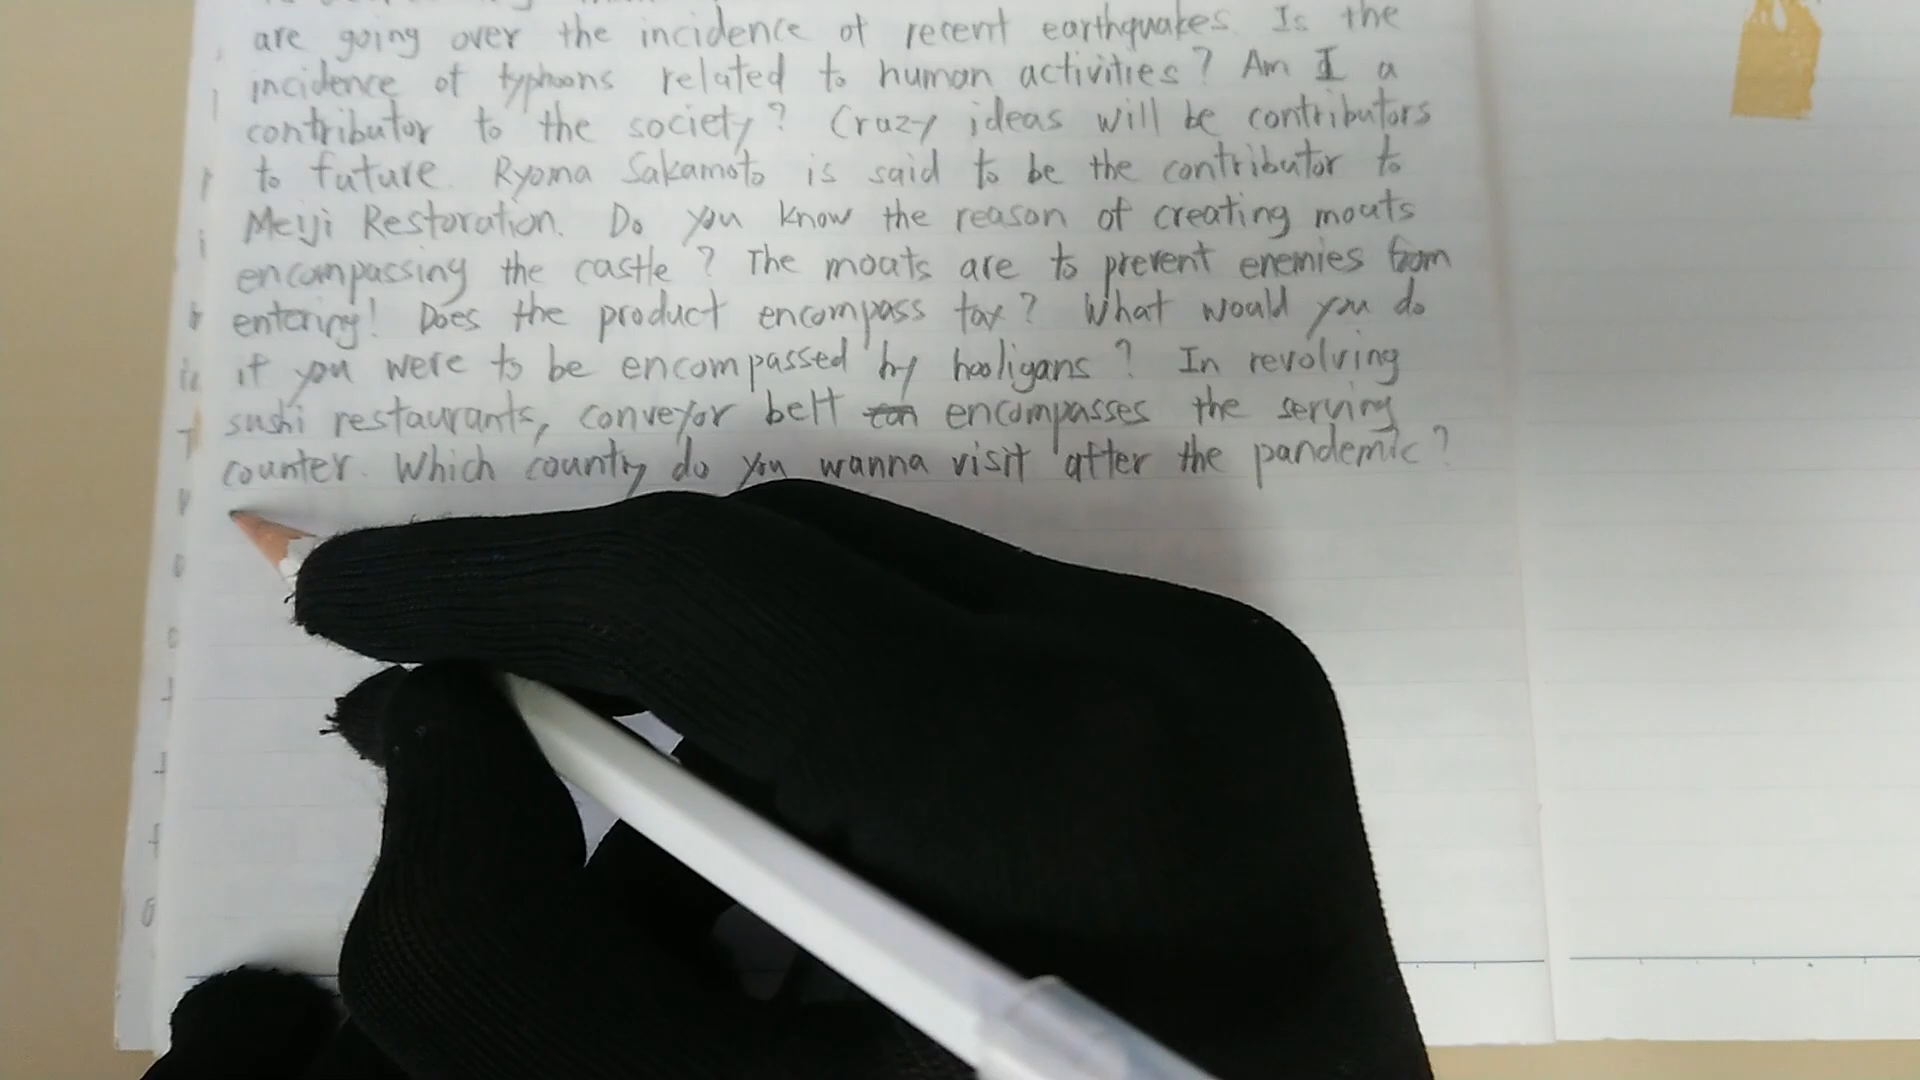 are going over the incidence of recent earthquakes. Is the
incidence of typhoons related to human activities? Am I a
contributor to the society? Crazy ideas will be contributors
to future. Ryoma Sakamoto is said to be the contributor to
Meiji Restoration. Do you know the reason of creating moats
encompassing the castle? The moats are to prevent enemies from
entering! Does the product encompass tax? What would you do
if you were to be encompassed by hooligans? In revolving
sushi restaurants, conveyor belt encompasses the serving
counter. Which country do you wanna visit after the pandemic?